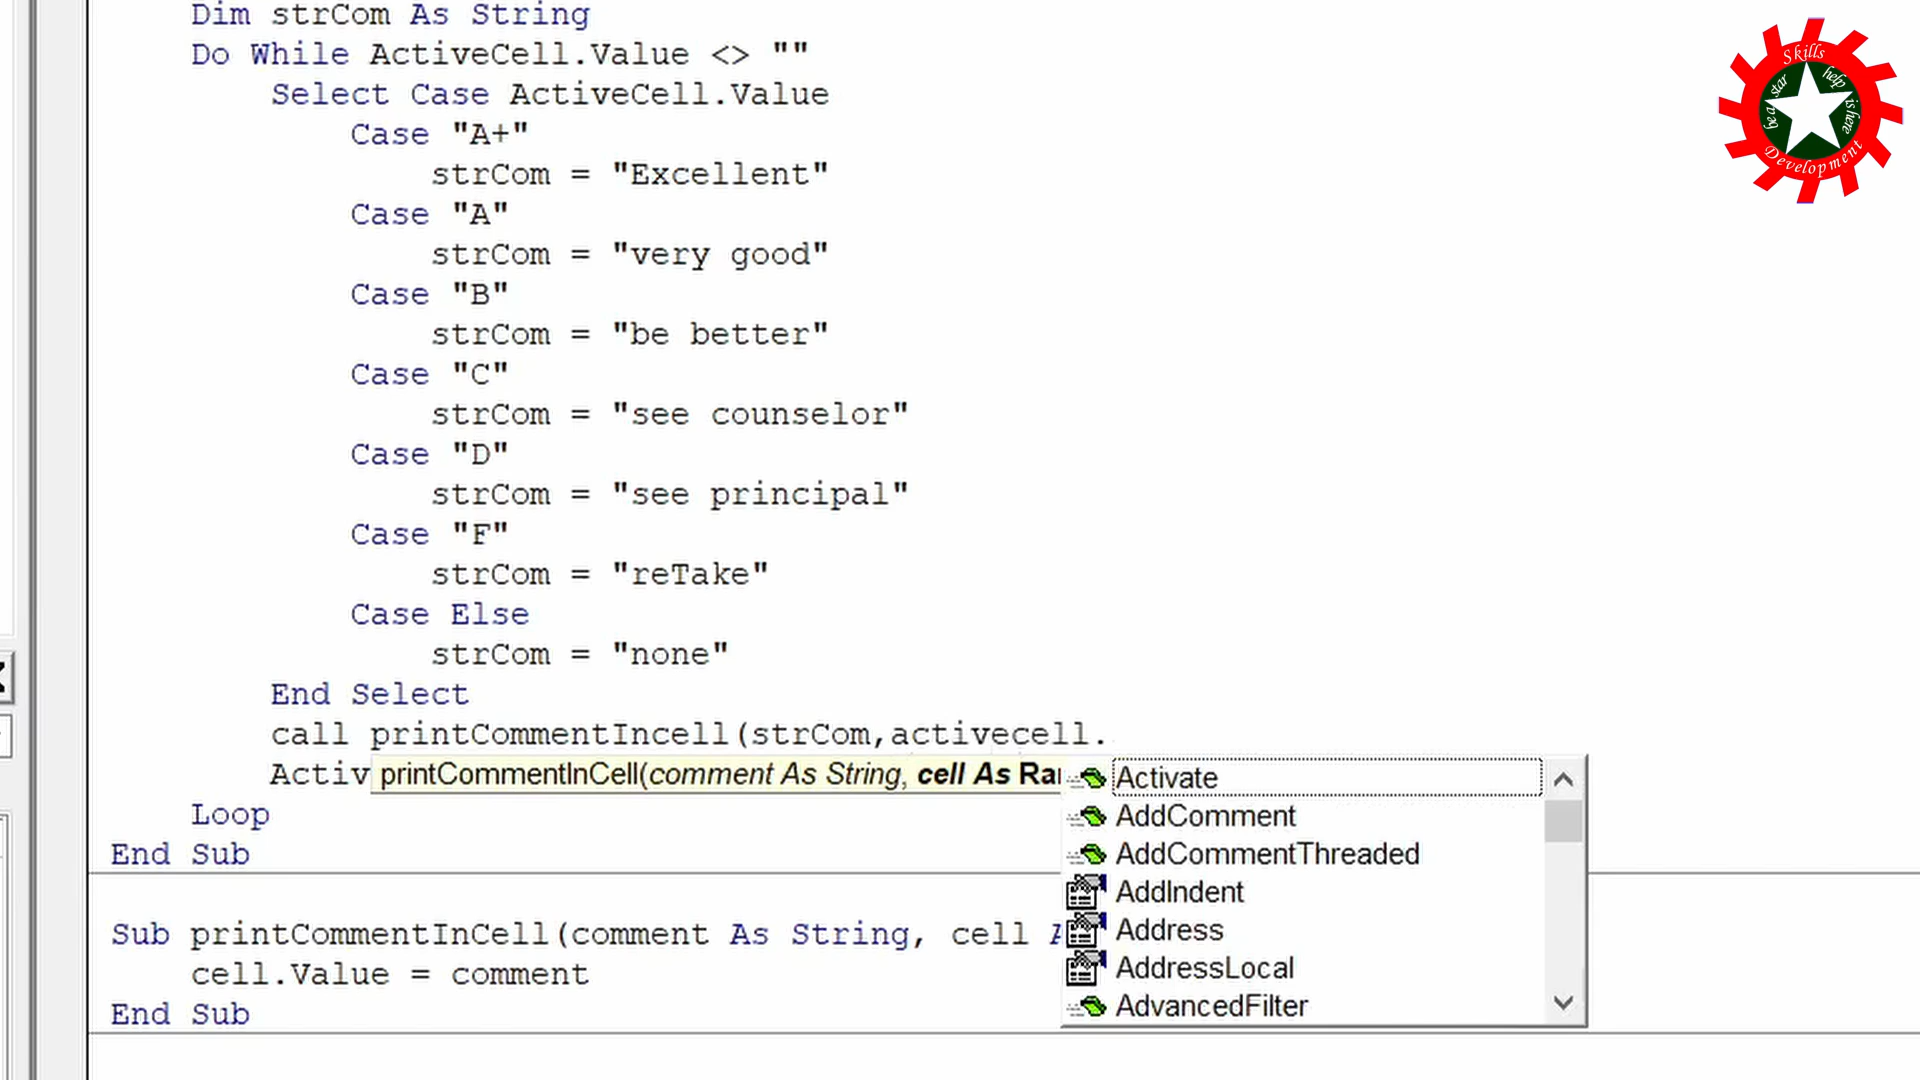 Dim strCom As String
Do While ActiveCell.Value <> ""
Select Case ActiveCell.Value
Case "A+"
strCom = "Excellent"
Case "A"
strCom = "very good"
Case "B"
strCom = "be better"
Case "C"
strCom = "see counselor"
Case "D"
strCom = "see principal"
Case "F"
strCom = "reTake"
Case Else
strCom = "none"
End Select
call printCommentIncell(strCom,activecell.
Activ
printCommentInCell(comment As String, cell As Ra
Activate
AddComment
AddCommentThreaded
AddIndent
Address
AddressLocal
AdvancedFilter
Loop
End Sub
Sub printCommentInCell(comment As String, cell A
cell.Value = comment
End Sub
Skills
be a star
help is here
Development